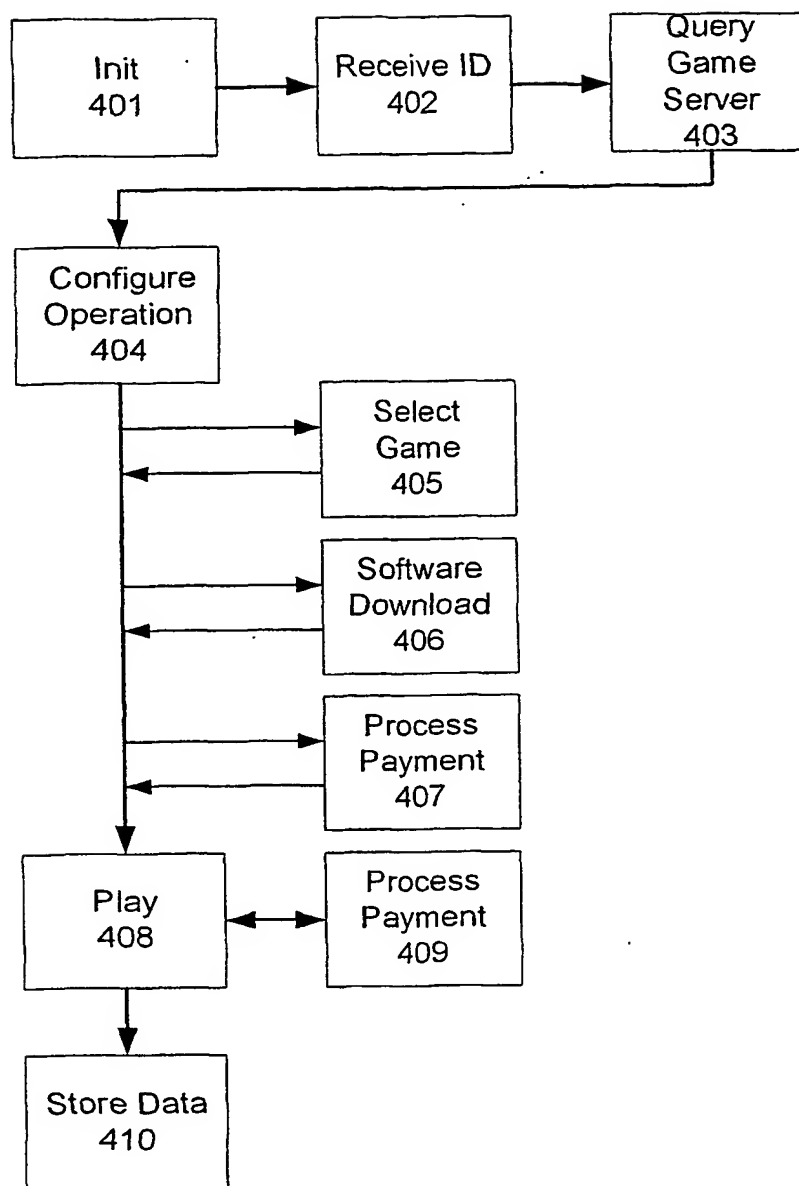 Init
401
Receive ID
402
Query
Game
Server
403
Configure
Operation
404
Select
Game
405
Software
Download
406
Process
Payment
407
Play
408
Process
Payment
409
Store Data
410